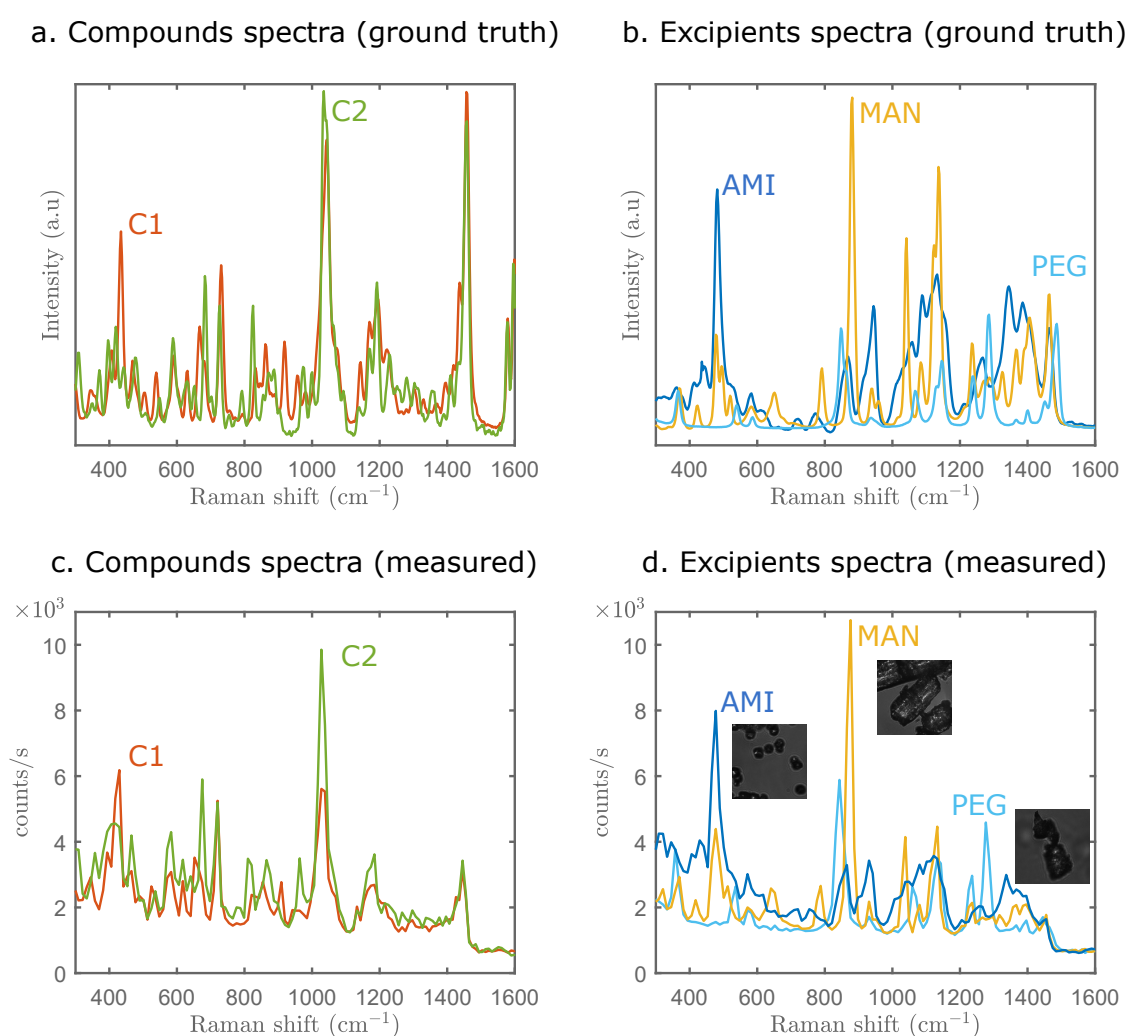 a. Compounds spectra (ground truth)
C1
C2
Intensity (a.u)
400 600 800 1000 1200 1400 1600
Raman shift (cm⁻¹)
b. Excipients spectra (ground truth)
MAN
AMI
PEG
Intensity (a.u)
400 600 800 1000 1200 1400 1600
Raman shift (cm⁻¹)
c. Compounds spectra (measured)
×10³
10
8
6
4
2
0
counts/s
C2
C1
400 600 800 1000 1200 1400 1600
Raman shift (cm⁻¹)
d. Excipients spectra (measured)
×10³
10
8
6
4
2
0
counts/s
MAN
AMI
PEG
400 600 800 1000 1200 1400 1600
Raman shift (cm⁻¹)